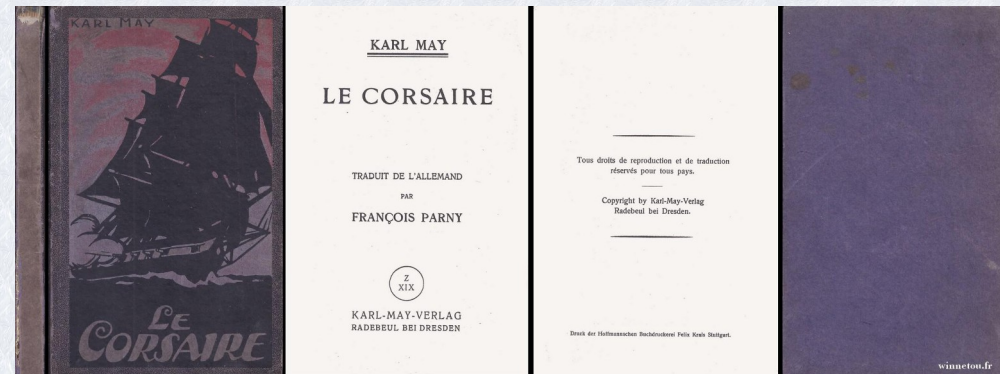 KARL MAY
LE
CORSAIRE
KARL MAY
LE CORSAIRE
TRADUIT DE L'ALLEMAND
PAR
FRANÇOIS PARNY
Z
XIX
KARL-MAY-VERLAG
RADEBEUL BEI DRESDEN
Tous droits de reproduction et de traduction
réservés pour tous pays.
Copyright by Karl-May-Verlag
Radebeul bei Dresden.
Druck der Hoffmannschen Buchdruckerei Felix Krais Stuttgart.
winnetou.fr